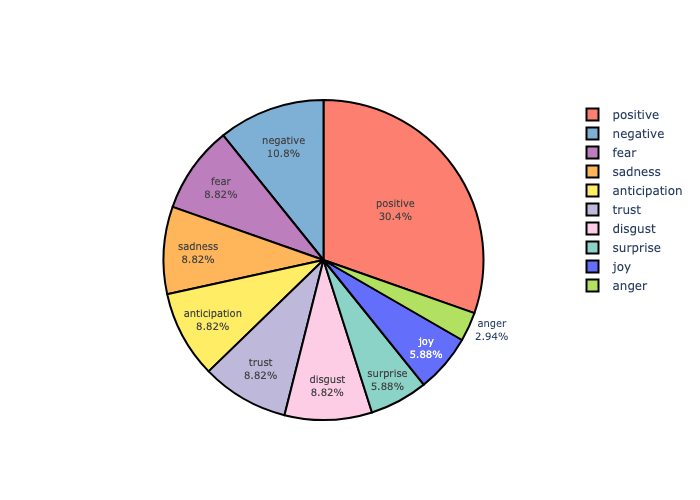 positive
30.4%
negative
10.8%
fear
8.82%
sadness
8.82%
anticipation
8.82%
trust
8.82%
disgust
8.82%
surprise
5.88%
joy
5.88%
anger
2.94%
positive
negative
fear
sadness
anticipation
trust
disgust
surprise
joy
anger